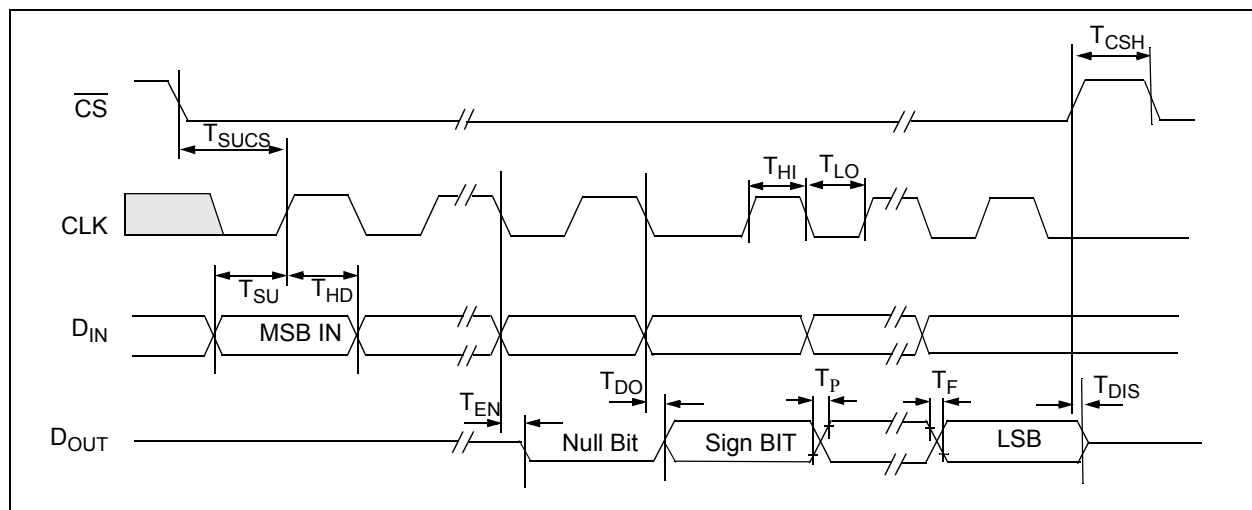 T_CSH
CS
T_SUCS
T_HI T_LO
CLK
T_SU T_HD
D_IN
MSB IN
T_DO T_P T_F T_DIS
T_EN
D_OUT
Null Bit Sign BIT LSB